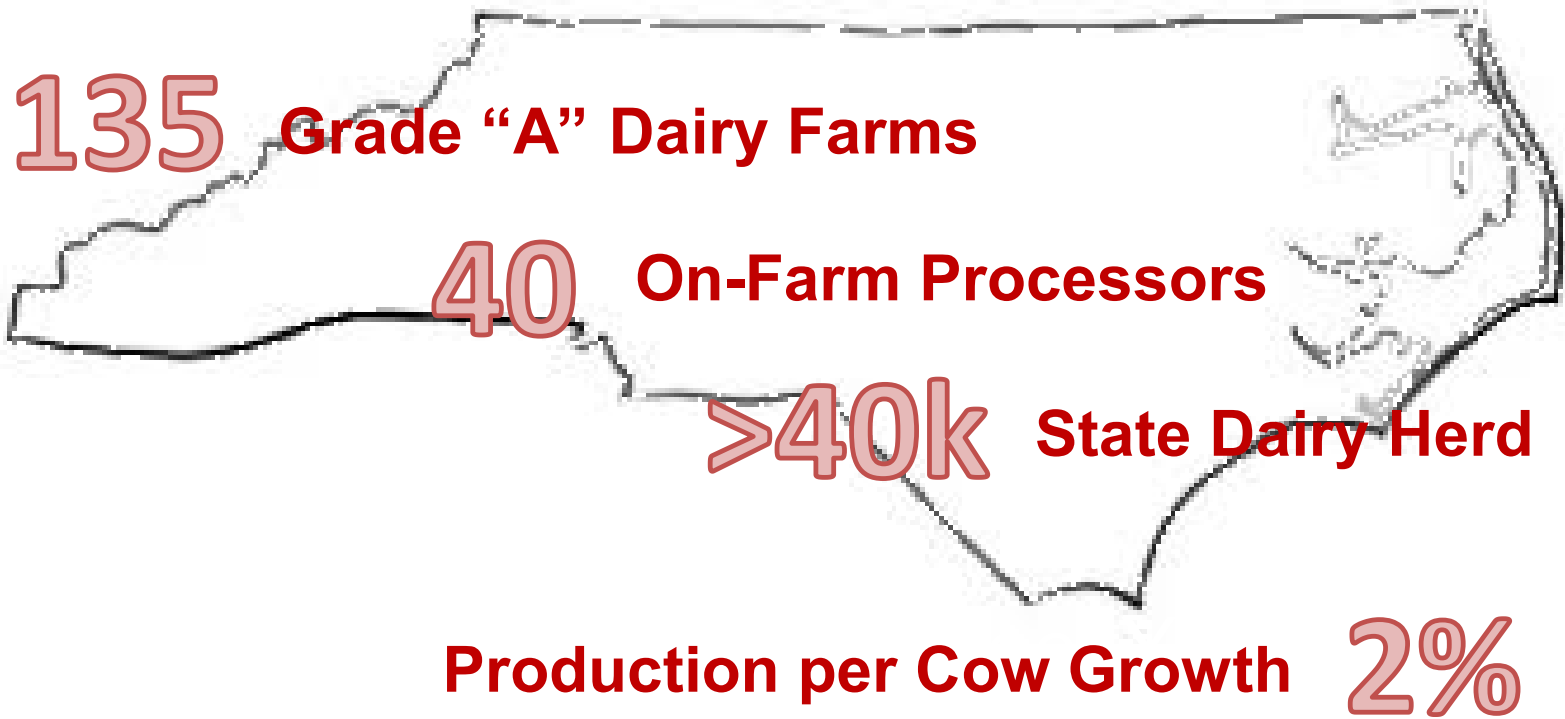 135 Grade “A” Dairy Farms
40 On-Farm Processors
>40k State Dairy Herd
Production per Cow Growth 2%